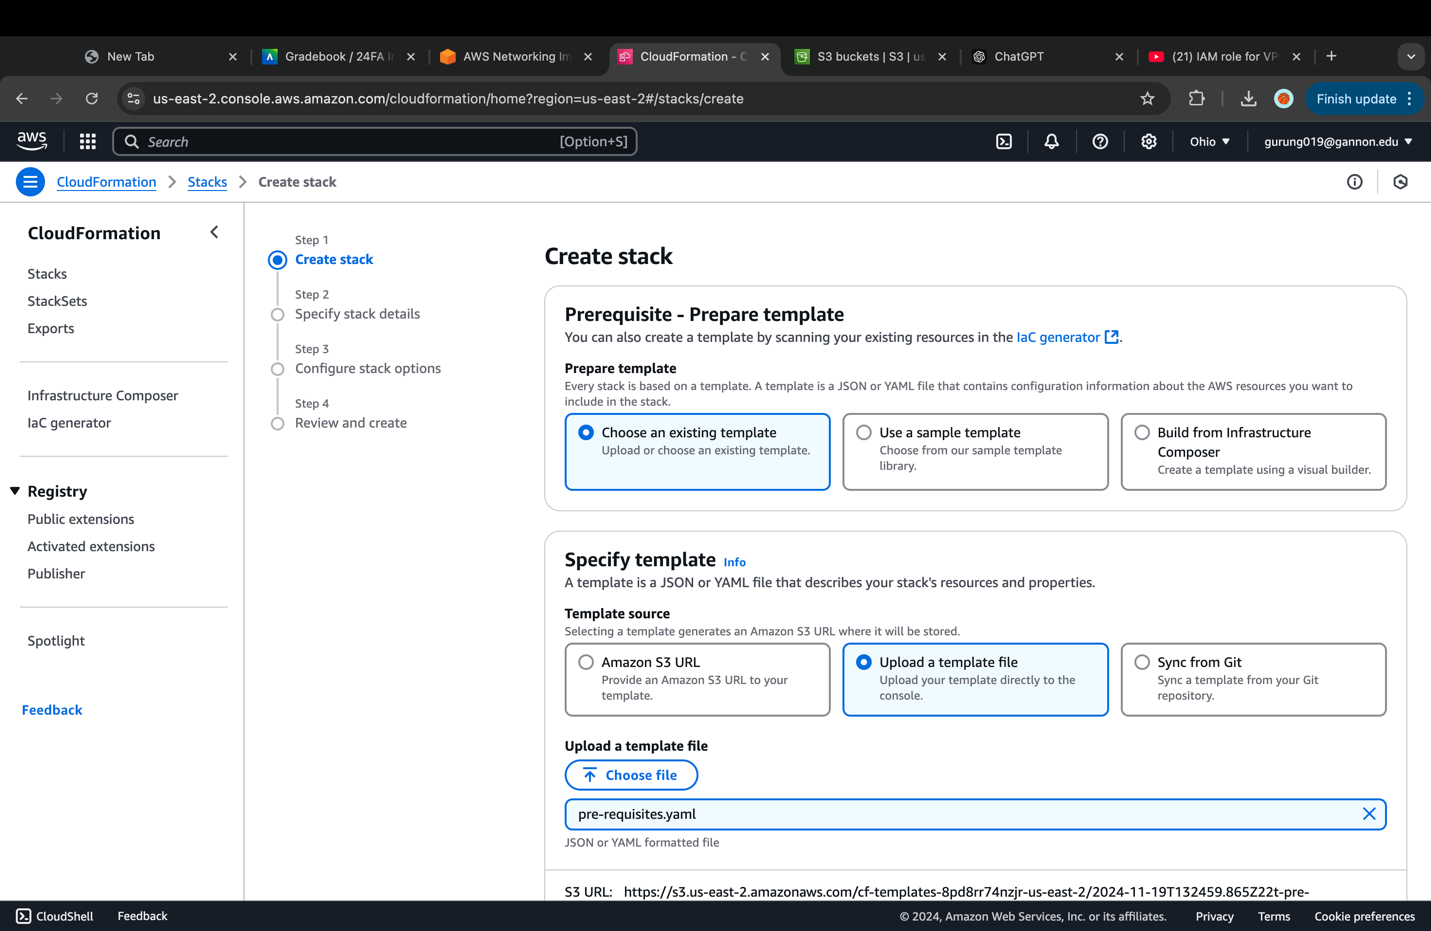 New Tab
Gradebook / 24FA I
AWS Networking Im
CloudFormation - C
S3 buckets | S3 | us
ChatGPT
(21) IAM role for VP
us-east-2.console.aws.amazon.com/cloudformation/home?region=us-east-2#/stacks/create
Finish update
aws
Search
[Option+S]
Ohio
gurung019@gannon.edu
CloudFormation
Stacks
Create stack
CloudFormation
Stacks
StackSets
Exports
Infrastructure Composer
IaC generator
Registry
Public extensions
Activated extensions
Publisher
Spotlight
Feedback
Step 1
Create stack
Step 2
Specify stack details
Step 3
Configure stack options
Step 4
Review and create
Create stack
Prerequisite - Prepare template
You can also create a template by scanning your existing resources in the IaC generator.
Prepare template
Every stack is based on a template. A template is a JSON or YAML file that contains configuration information about the AWS resources you want to
include in the stack.
Choose an existing template
Upload or choose an existing template.
Use a sample template
Choose from our sample template
library.
Build from Infrastructure
Composer
Create a template using a visual builder.
Specify template Info
A template is a JSON or YAML file that describes your stack's resources and properties.
Template source
Selecting a template generates an Amazon S3 URL where it will be stored.
Amazon S3 URL
Provide an Amazon S3 URL to your
template.
Upload a template file
Upload your template directly to the
console.
Sync from Git
Sync a template from your Git
repository.
Upload a template file
Choose file
pre-requisites.yaml
JSON or YAML formatted file
S3 URL: https://s3.us-east-2.amazonaws.com/cf-templates-8pd8rr74nzjr-us-east-2/2024-11-19T132459.865Z22t-pre-
CloudShell
Feedback
© 2024, Amazon Web Services, Inc. or its affiliates.
Privacy
Terms
Cookie preferences